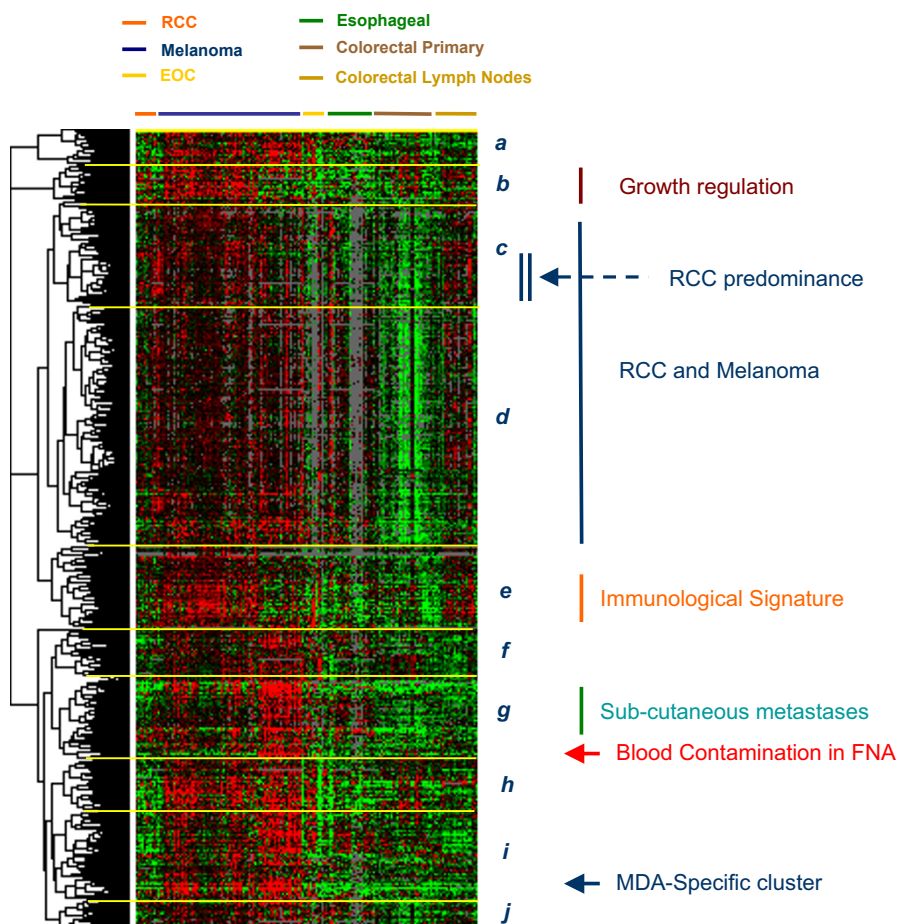 RCC
Esophageal
Melanoma
Colorectal Primary
EOC
Colorectal Lymph Nodes
a
b
Growth regulation
c
RCC predominance
RCC and Melanoma
d
e
Immunological Signature
f
g
Sub-cutaneous metastases
Blood Contamination in FNA
h
i
MDA-Specific cluster
j